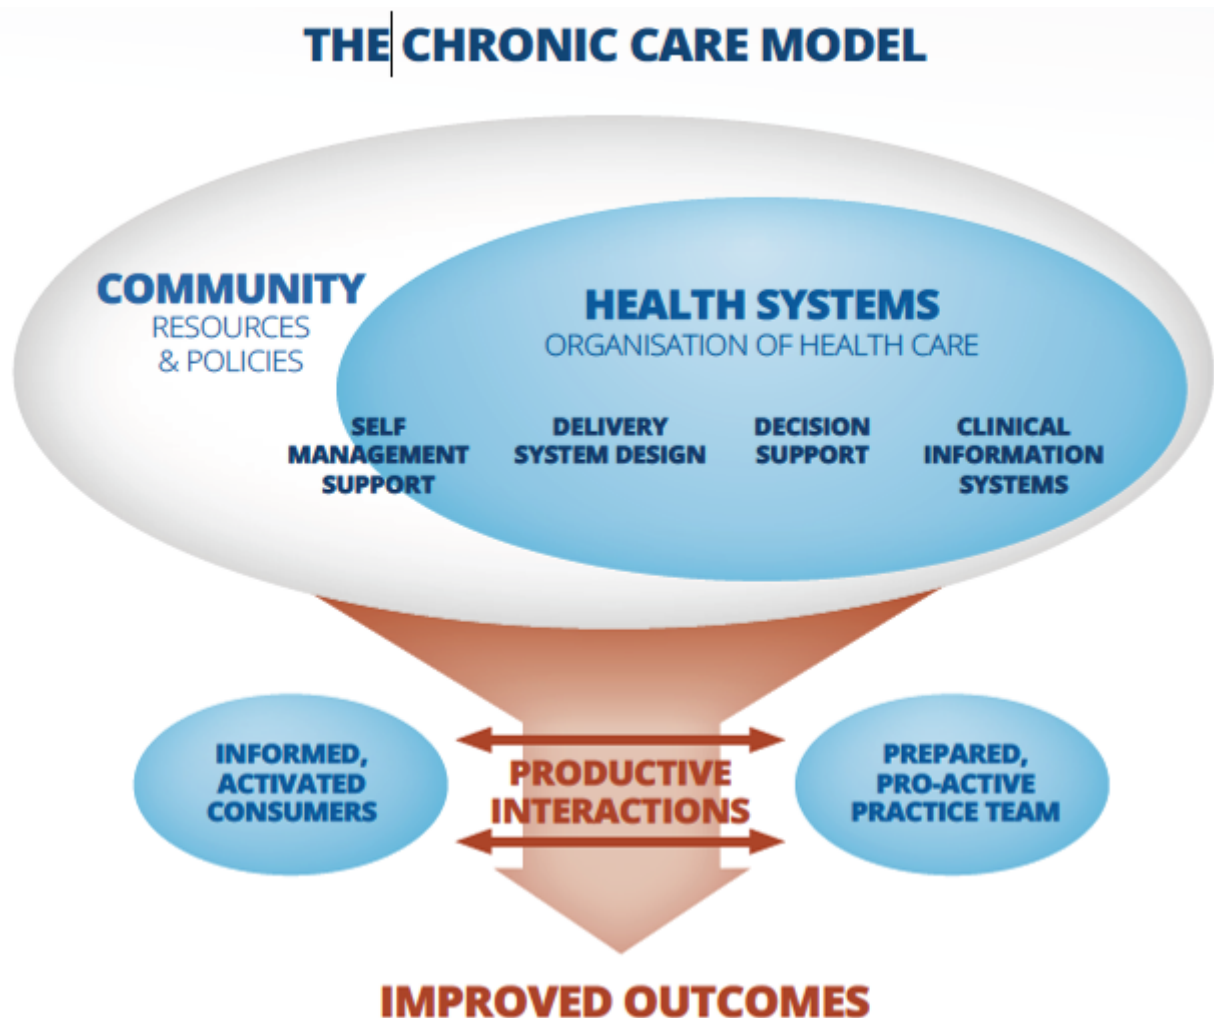 THE CHRONIC CARE MODEL
COMMUNITY
RESOURCES
& POLICIES
HEALTH SYSTEMS
ORGANISATION OF HEALTH CARE
SELF
MANAGEMENT
SUPPORT
DELIVERY
SYSTEM DESIGN
DECISION
SUPPORT
CLINICAL
INFORMATION
SYSTEMS
INFORMED,
ACTIVATED
CONSUMERS
PRODUCTIVE
INTERACTIONS
PREPARED,
PRO-ACTIVE
PRACTICE TEAM
IMPROVED OUTCOMES